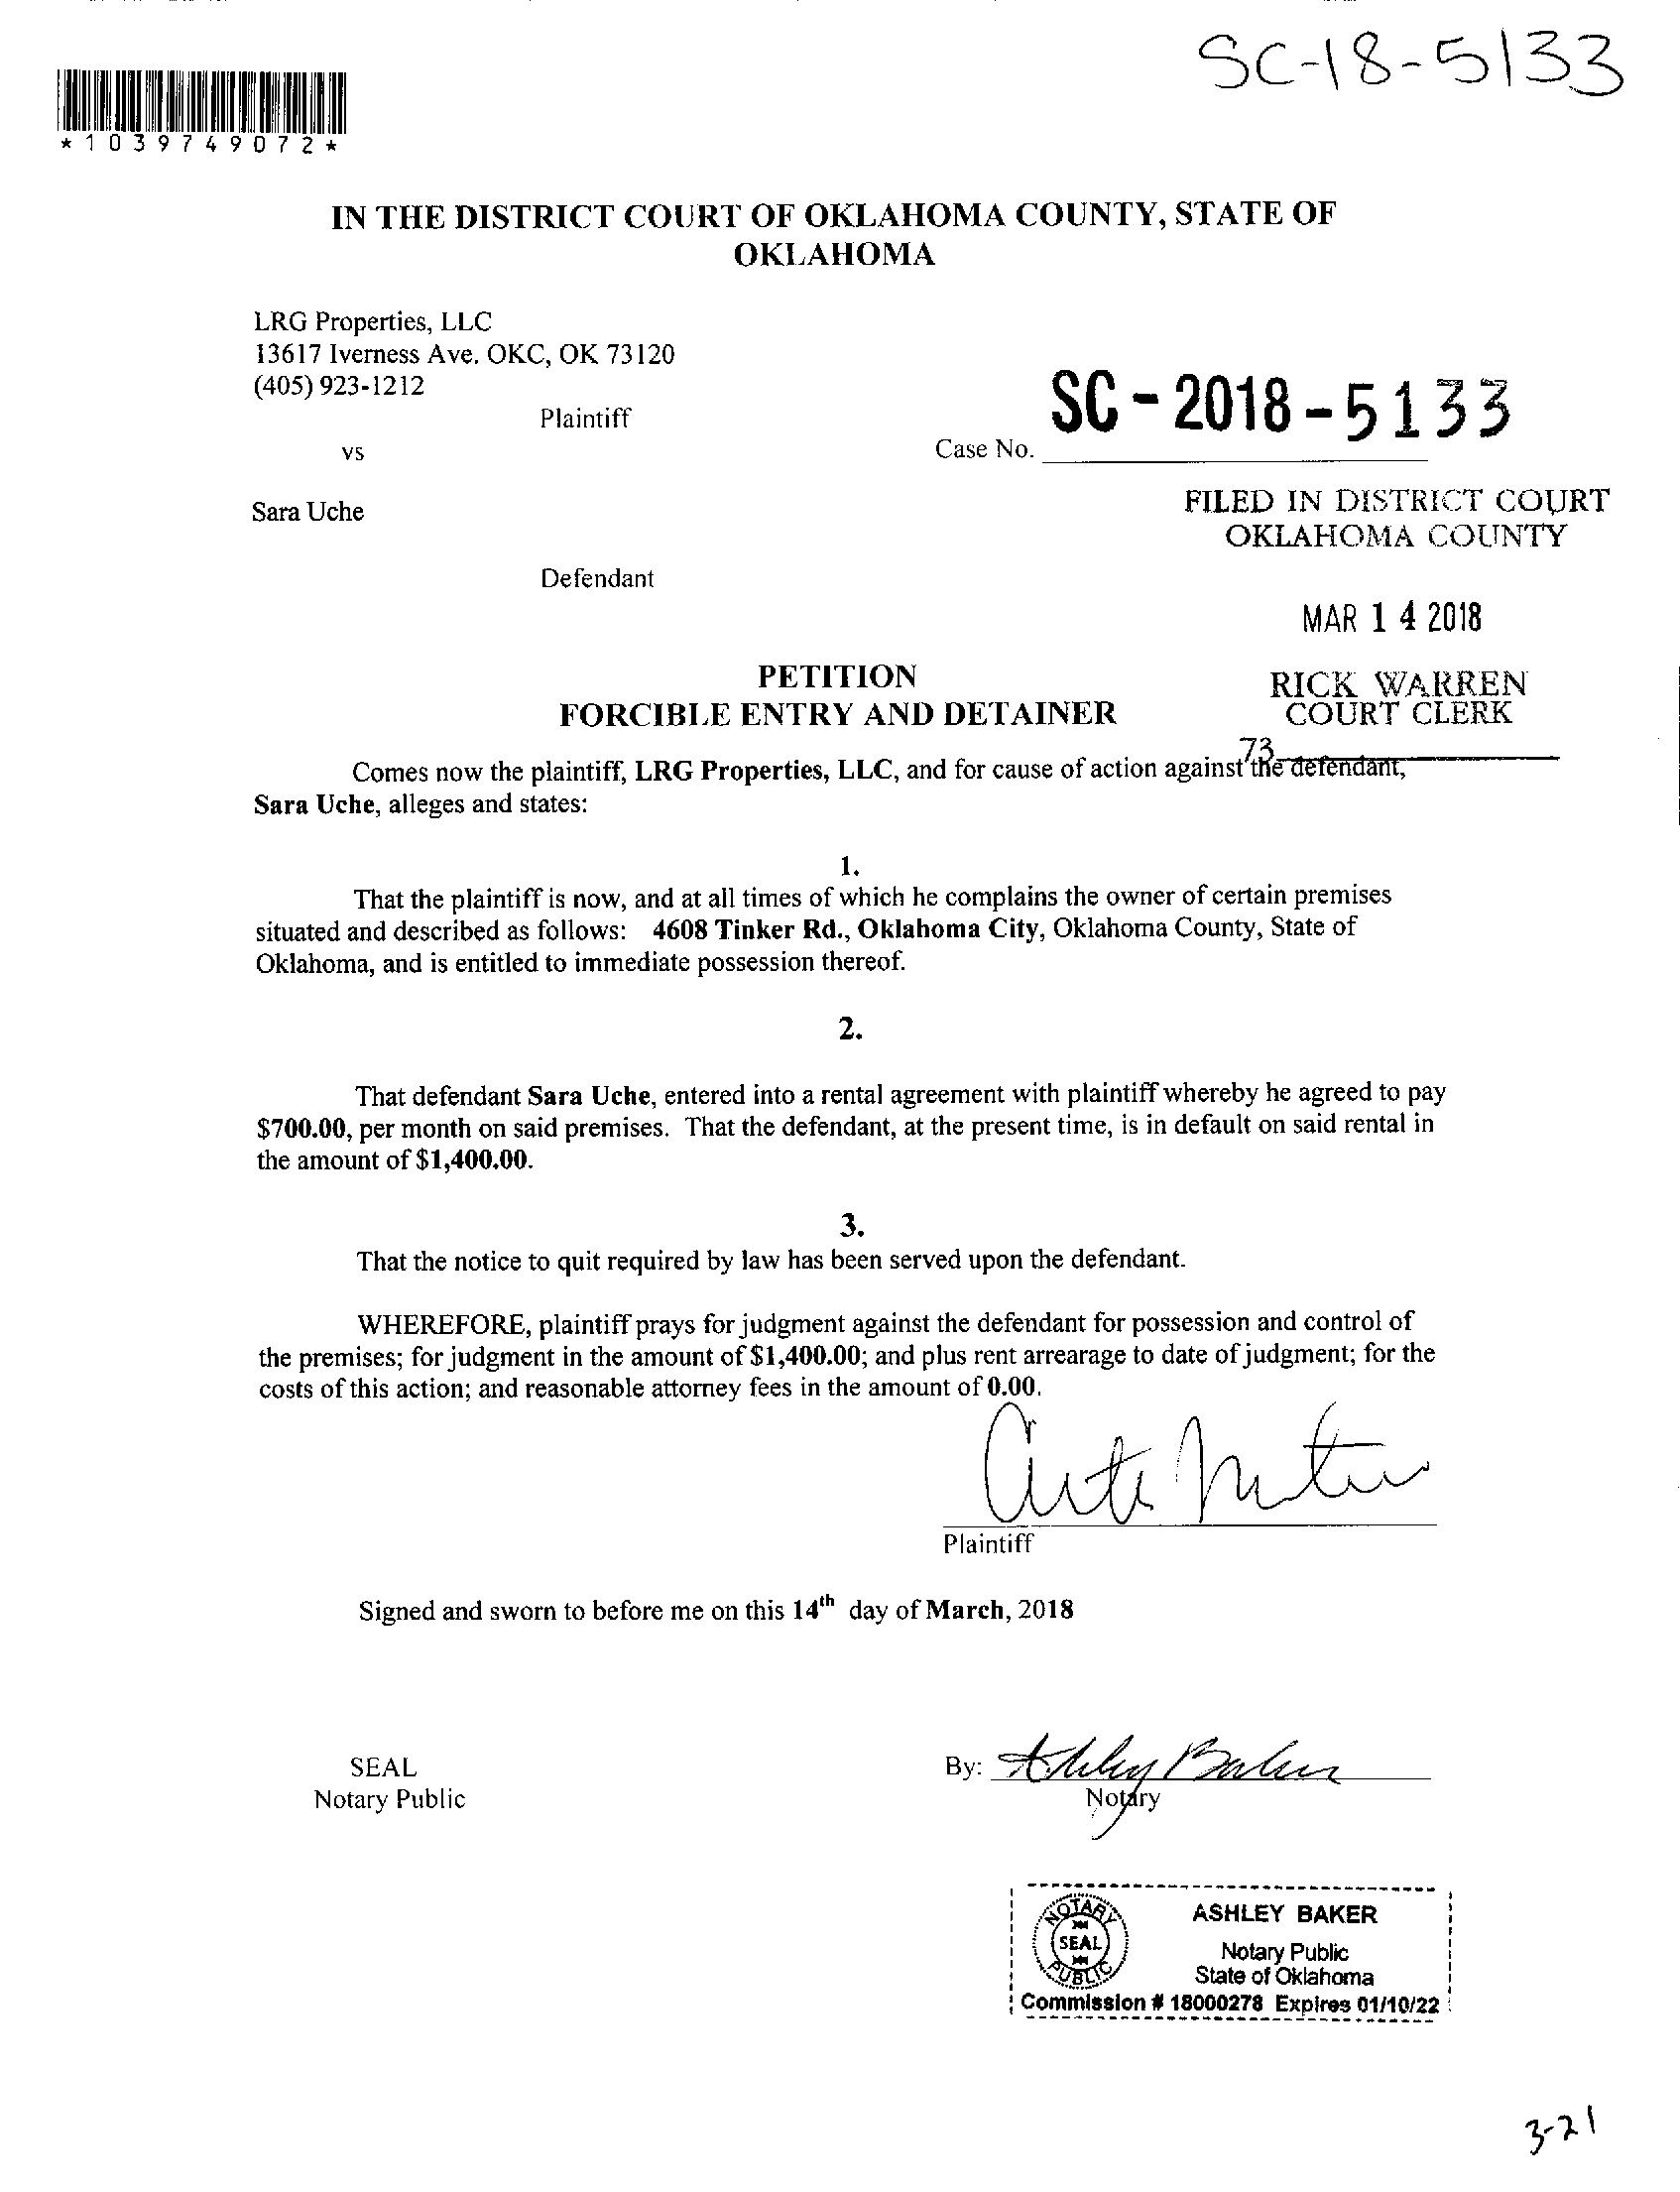 SC-18-5133
*1039749072*
IN THE DISTRICT COURT OF OKLAHOMA COUNTY, STATE OF
OKLAHOMA
LRG Properties, LLC
13617 Iverness Ave. OKC, OK 73120
(405) 923-1212
Plaintiff
SC - 2018 - 5133
vs
Case No.
Sara Uche
FILED IN DISTRICT COURT
OKLAHOMA COUNTY
Defendant
MAR 14 2018
PETITION
RICK WARREN
FORCIBLE ENTRY AND DETAINER
COURT CLERK
73
Comes now the plaintiff, LRG Properties, LLC, and for cause of action against the defendant,
Sara Uche, alleges and states:
1.
That the plaintiff is now, and at all times of which he complains the owner of certain premises
situated and described as follows: 4608 Tinker Rd., Oklahoma City, Oklahoma County, State of
Oklahoma, and is entitled to immediate possession thereof.
2.
That defendant Sara Uche, entered into a rental agreement with plaintiff whereby he agreed to pay
$700.00, per month on said premises. That the defendant, at the present time, is in default on said rental in
the amount of $1,400.00.
3.
That the notice to quit required by law has been served upon the defendant.
WHEREFORE, plaintiff prays for judgment against the defendant for possession and control of
the premises; for judgment in the amount of $1,400.00; and plus rent arrearage to date of judgment; for the
costs of this action; and reasonable attorney fees in the amount of 0.00.
Plaintiff
Signed and sworn to before me on this 14th day of March, 2018
SEAL
By: Ashley Baker
Notary Public
Notary
NOTARY
SEAL
PUBLIC
ASHLEY BAKER
Notary Public
State of Oklahoma
Commission # 18000278 Expires 01/10/22
3-21